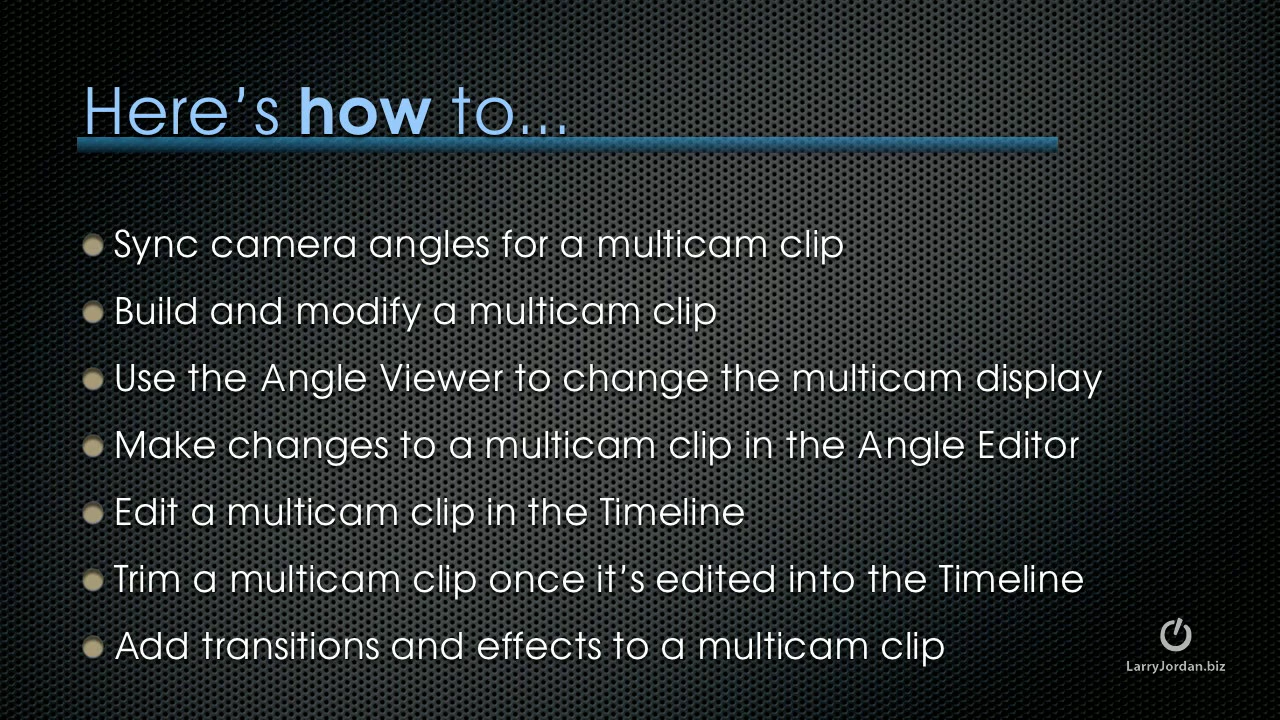 Here’s how to...
Sync camera angles for a multicam clip
Build and modify a multicam clip
Use the Angle Viewer to change the multicam display
Make changes to a multicam clip in the Angle Editor
Edit a multicam clip in the Timeline
Trim a multicam clip once it’s edited into the Timeline
Add transitions and effects to a multicam clip
LarryJordan.biz